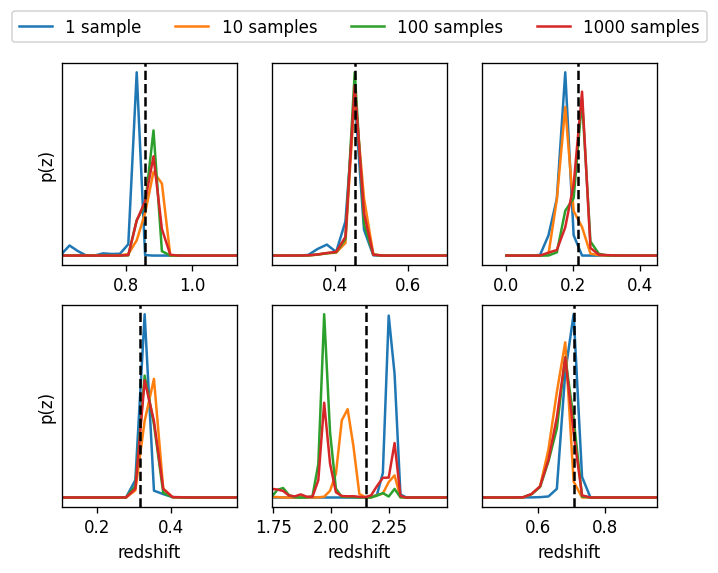 1 sample 10 samples 100 samples 1000 samples
p(z)
0.8 1.0 0.4 0.6 0.0 0.2 0.4
p(z)
0.2 0.4 1.75 2.00 2.25 0.6 0.8
redshift redshift redshift